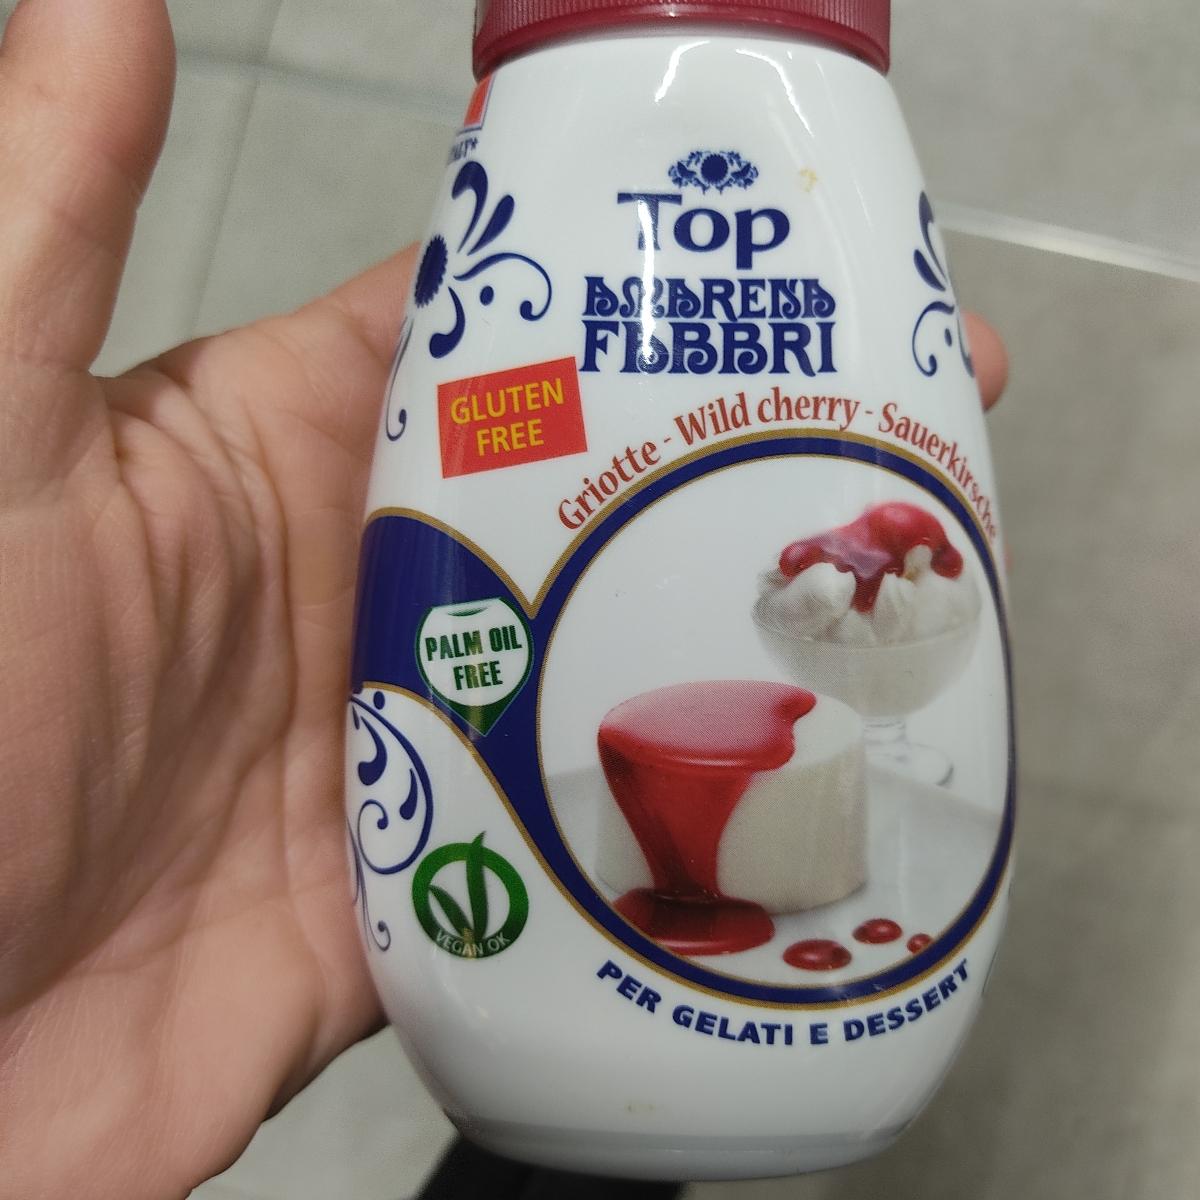 Top
AMARENA
FABBRI
GLUTEN
FREE
Griotte - Wild cherry - Sauerkirsche
PALM OIL
FREE
VEGAN OK
PER GELATI E DESSERT